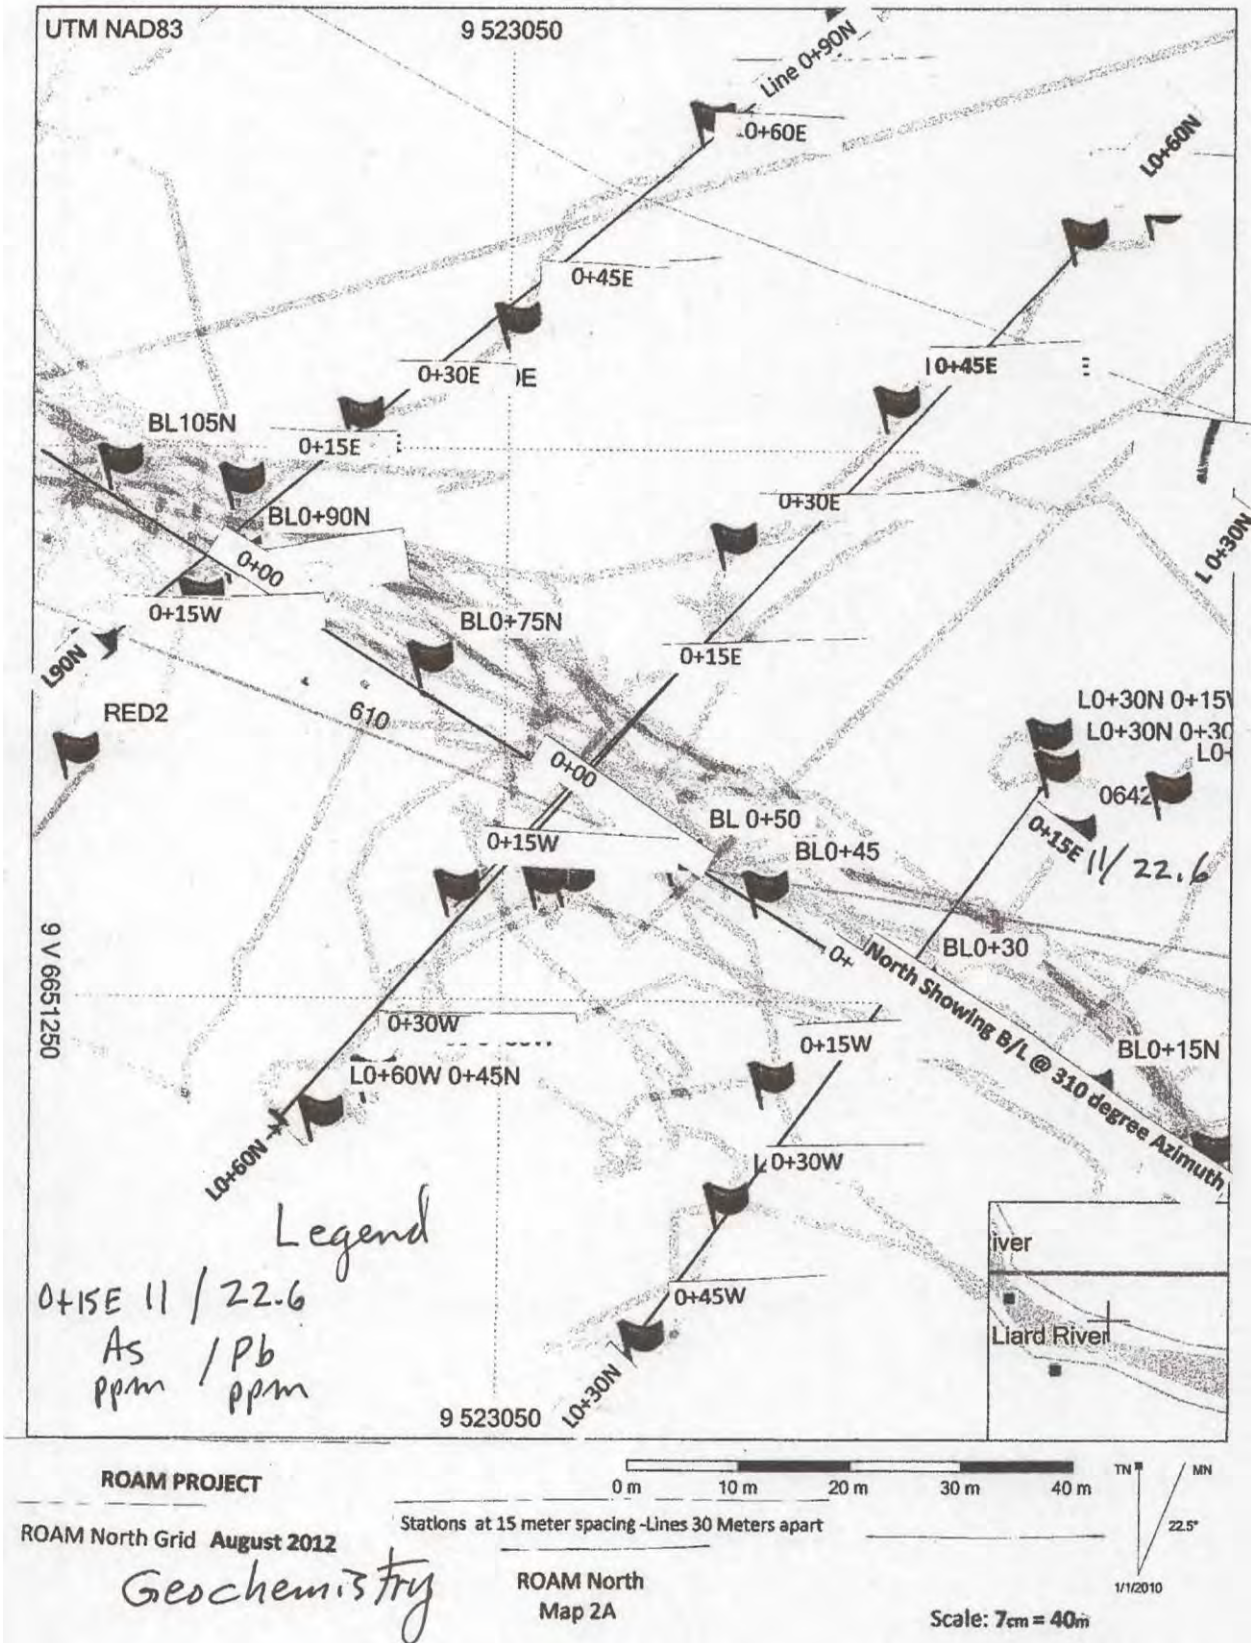 UTM NAD83
9 523050
Line 0+90N
0+60E
L0+60N
0+45E
0+30E
0+45E
BL105N
0+15E
0+30E
L 0+30N
BL0+90N
0+00
0+15W
BL0+75N
0+15E
L90N
RED2
610
L0+30N 0+15
L0+30N 0+30
L0+
0+00
0642
BL 0+50
0+15W
BL0+45
0+15E 11/ 22.6
9 V 6651250
0+
BL0+30
North Showing B/L @ 310 degree Azimuth
0+30W
0+15W
BL0+15N
L0+60W 0+45N
L0+60N
L 0+30W
Legend
0+15E 11 / 22.6
As / Pb
ppm ppm
0+45W
iver
Liard River
L0+30N
9 523050
ROAM PROJECT
0 m 10 m 20 m 30 m 40 m
TN MN
22.5°
1/1/2010
ROAM North Grid August 2012
Stations at 15 meter spacing -Lines 30 Meters apart
Geochemistry
ROAM North
Map 2A
Scale: 7cm = 40m